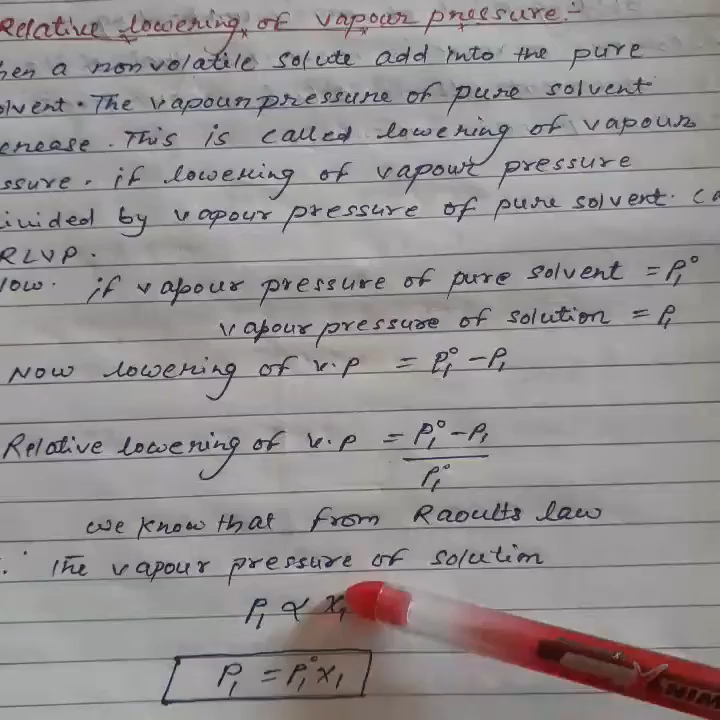 Relative lowering of vapour pressure :-
hen a nonvolatile solute add into the pure
olvent. The vapour pressure of pure solvent
crease. This is called lowering of vapour
ssure. if lowering of vapour pressure
ivided by vapour pressure of pure solvent. Ca
RLVP.
low. if vapour pressure of pure solvent = P₁°
vapour pressure of solution = P₁
Now lowering of v.p = P₁° - P₁
Relative lowering of v.p = P₁° - P₁ / P₁°
we know that from Raoults law
∴ The vapour pressure of solution
P₁ ∝ x₁
P₁ = P₁° x₁